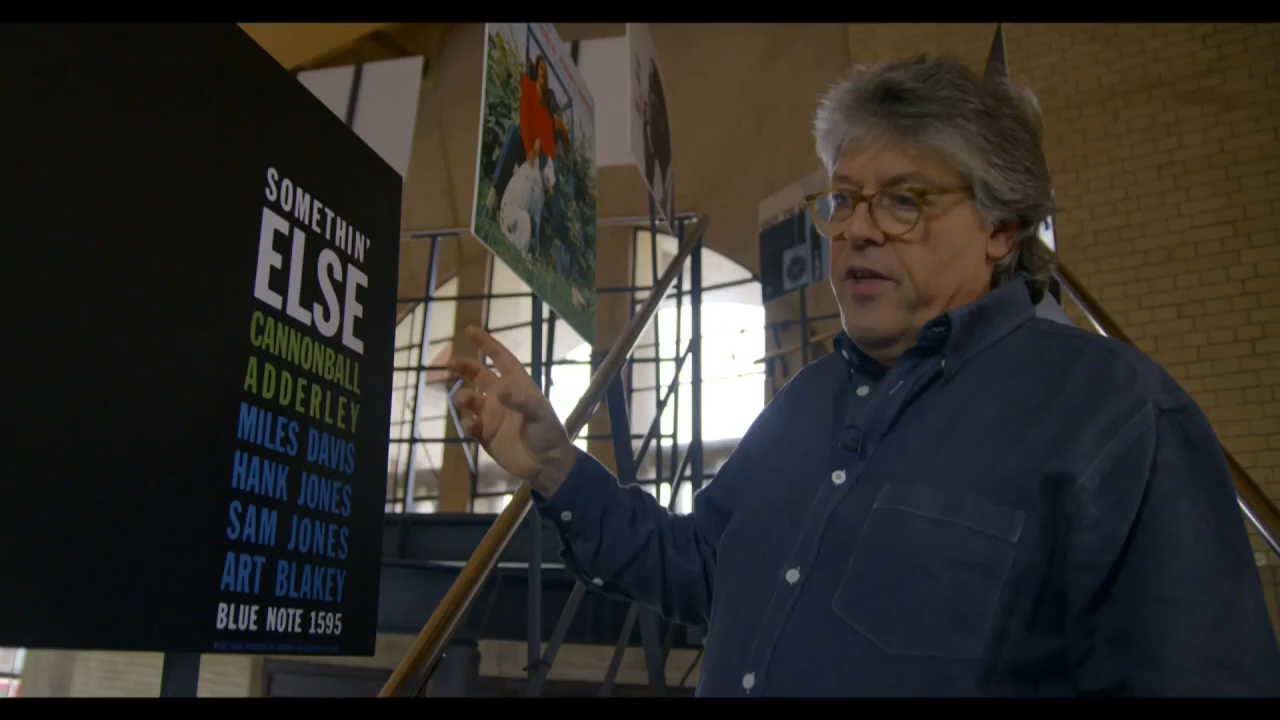 SOMETHIN'
ELSE
CANNONBALL
ADDERLEY
MILES DAVIS
HANK JONES
SAM JONES
ART BLAKEY
BLUE NOTE 1595